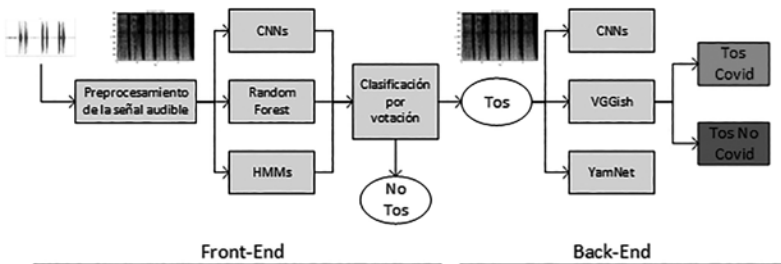 Preprocesamiento
de la señal audible
CNNs
Random
Forest
HMMs
Clasificación
por
votación
No
Tos
Tos
CNNs
VGGish
YamNet
Tos
Covid
Tos No
Covid
Front-End
Back-End